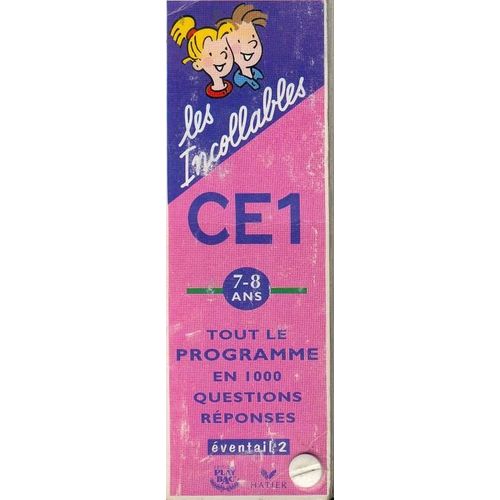 les
Incollables
CE1
7-8
ANS
TOUT LE
PROGRAMME
EN 1000
QUESTIONS
RÉPONSES
éventail 2
PLAY
BAC
HATIER